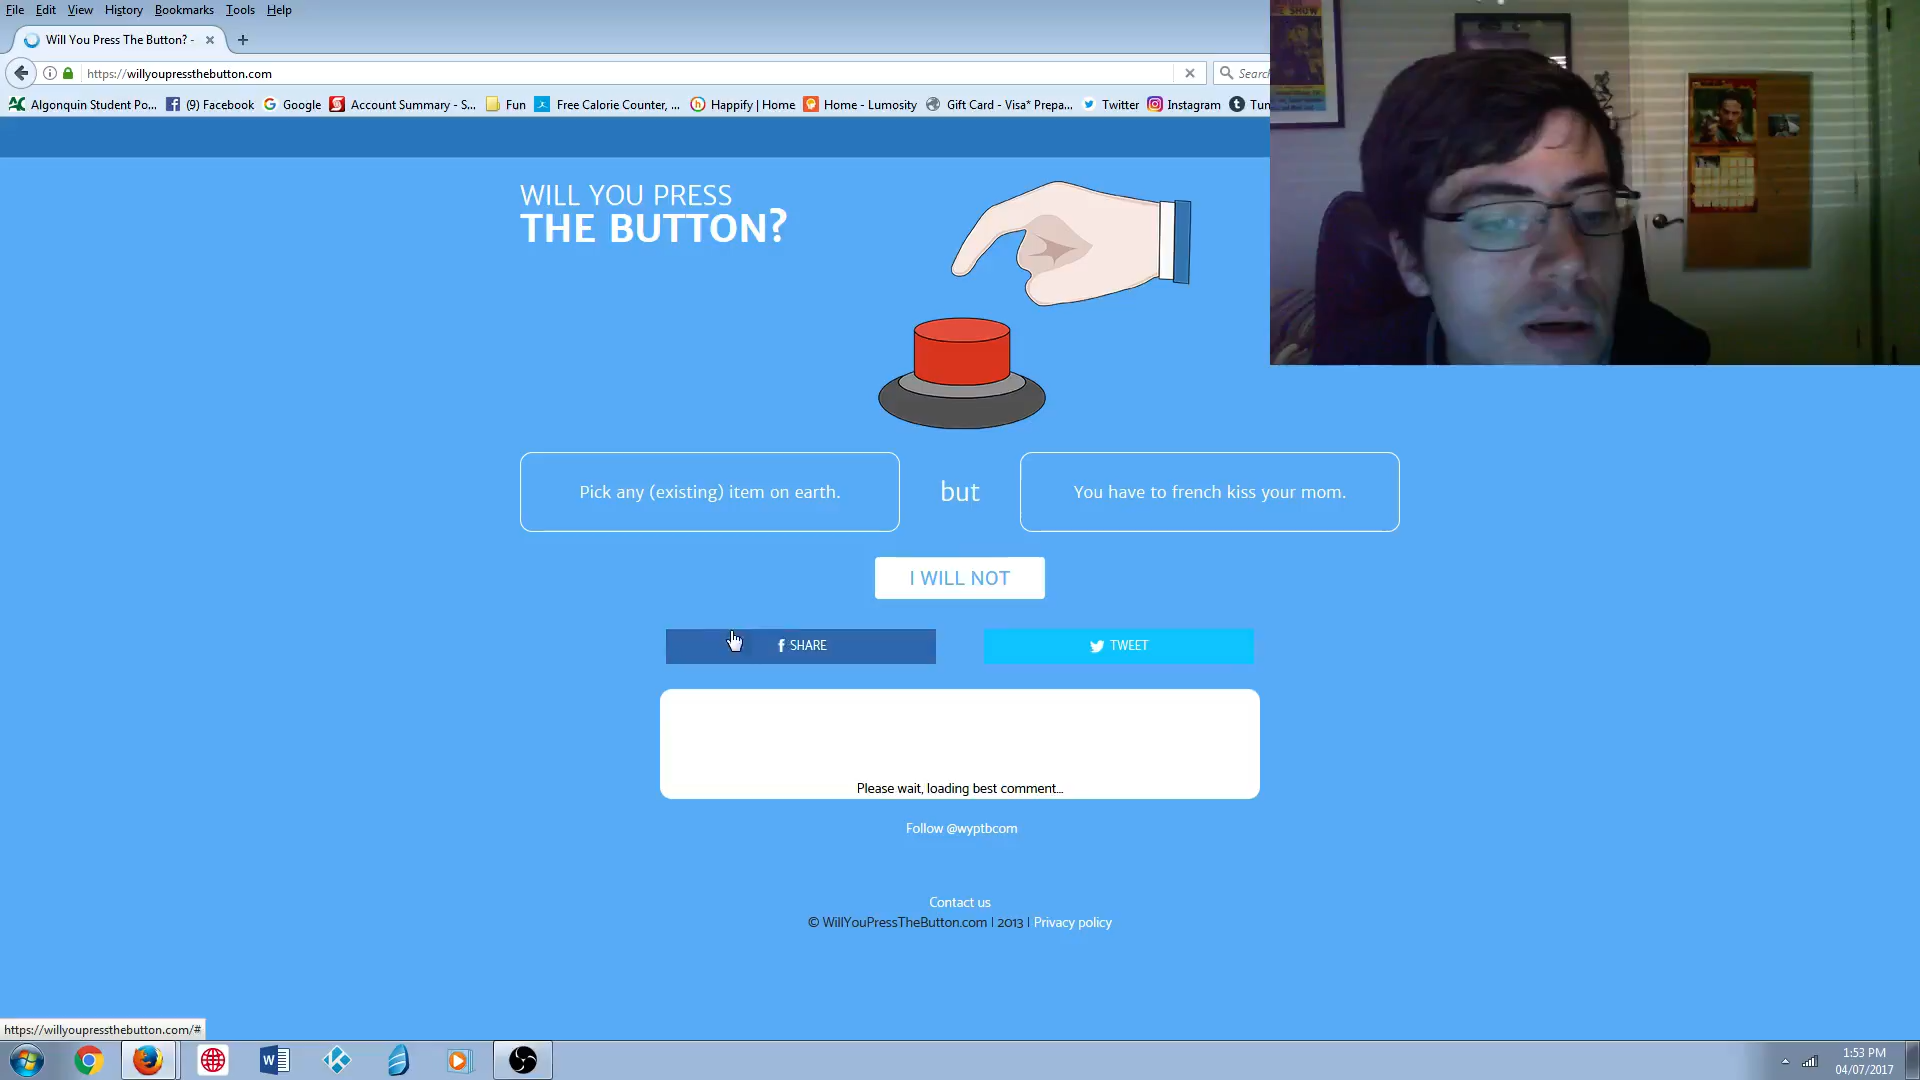 File Edit View History Bookmarks Tools Help
Will You Press The Button? -
https://willyoupressthebutton.com
Search
Algonquin Student Po... (9) Facebook Google Account Summary - S... Fun Free Calorie Counter, ... Happify | Home Home - Lumosity Gift Card - Visa* Prepa... Twitter Instagram Tun
WILL YOU PRESS
THE BUTTON?
Pick any (existing) item on earth.
but
You have to french kiss your mom.
I WILL NOT
f SHARE
TWEET
Please wait, loading best comment...
Follow @wyptbcom
Contact us
© WillYouPressTheButton.com | 2013 | Privacy policy
https://willyoupressthebutton.com/#
1:53 PM
04/07/2017